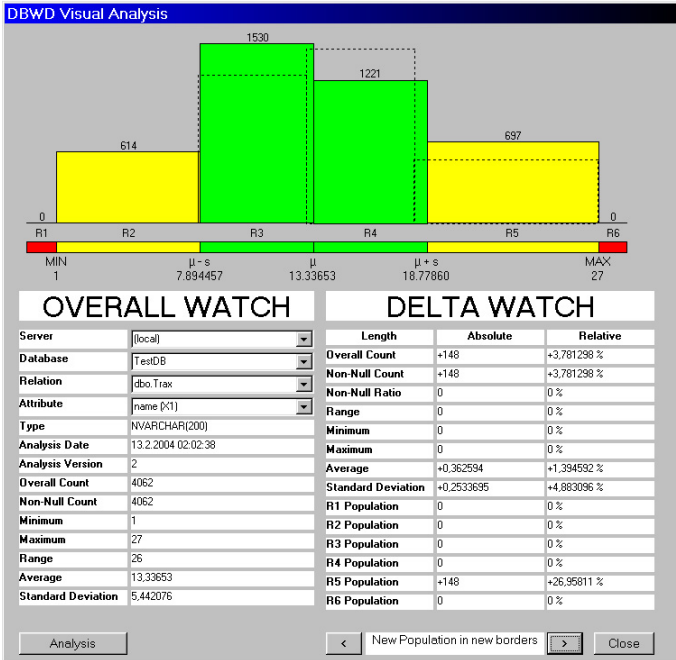 DBWD Visual Analysis
1530
1221
614
697
0
0
R1 R2 R3 R4 R5 R6
MIN µ - s µ µ + s MAX
1 7.894457 13.33653 18.77860 27
OVERALL WATCH
Server (local)
Database TestDB
Relation dbo.Trax
Attribute name (X1)
Type NVARCHAR(200)
Analysis Date 13.2.2004 02:02:38
Analysis Version 2
Overall Count 4062
Non-Null Count 4062
Minimum 1
Maximum 27
Range 26
Average 13,33653
Standard Deviation 5,442076
Analysis
DELTA WATCH
Length Absolute Relative
Overall Count +148 +3,781298 %
Non-Null Count +148 +3,781298 %
Non-Null Ratio 0 0 %
Range 0 0 %
Minimum 0 0 %
Maximum 0 0 %
Average +0,362594 +1,394592 %
Standard Deviation +0,2533695 +4,883096 %
R1 Population 0 0 %
R2 Population 0 0 %
R3 Population 0 0 %
R4 Population 0 0 %
R5 Population +148 +26,95811 %
R6 Population 0 0 %
< New Population in new borders > Close